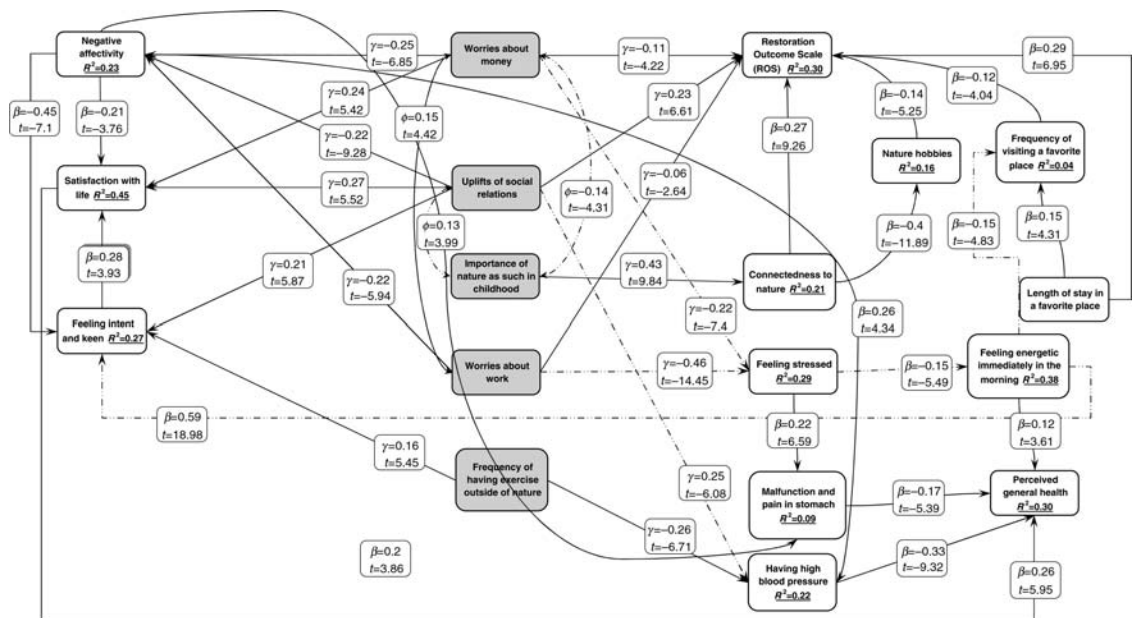 Negative
affectivity
R²=0.23
γ=−0.25
t=−6.85
Worries about
money
γ=−0.11
t=−4.22
Restoration
Outcome Scale
(ROS) R²=0.30
β=0.29
t=6.95
β=−0.45
t=−7.1
β=−0.21
t=−3.76
γ=0.24
t=5.42
ϕ=0.15
t=4.42
γ=0.23
t=6.61
β=−0.14
t=−5.25
β=−0.12
t=−4.04
γ=−0.22
t=−9.28
β=0.27
t=9.26
Nature hobbies
R²=0.16
Frequency of
visiting a favorite
place R²=0.04
Satisfaction with
life R²=0.45
γ=0.27
t=5.52
Uplifts of social
relations
γ=−0.06
t=−2.64
ϕ=−0.14
t=−4.31
β=0.28
t=3.93
γ=0.21
t=5.87
γ=−0.22
t=−5.94
ϕ=0.13
t=3.99
Importance of
nature as such in
childhood
γ=0.43
t=9.84
Connectedness to
nature R²=0.21
β=−0.4
t=−11.89
β=−0.15
t=−4.83
β=0.15
t=4.31
Length of stay in
a favorite place
Feeling intent
and keen R²=0.27
γ=−0.22
t=−7.4
β=0.26
t=4.34
Worries about
work
γ=−0.46
t=−14.45
Feeling stressed
R²=0.29
β=−0.15
t=−5.49
Feeling energetic
immediately in the
morning R²=0.38
β=0.59
t=18.98
β=0.22
t=6.59
β=0.12
t=3.61
γ=0.16
t=5.45
Frequency of
having exercise
outside of nature
γ=0.25
t=−6.08
Malfunction and
pain in stomach
R²=0.09
β=−0.17
t=−5.39
Perceived
general health
R²=0.30
γ=−0.26
t=−6.71
β=0.2
t=3.86
Having high
blood pressure
R²=0.22
β=−0.33
t=−9.32
β=0.26
t=5.95